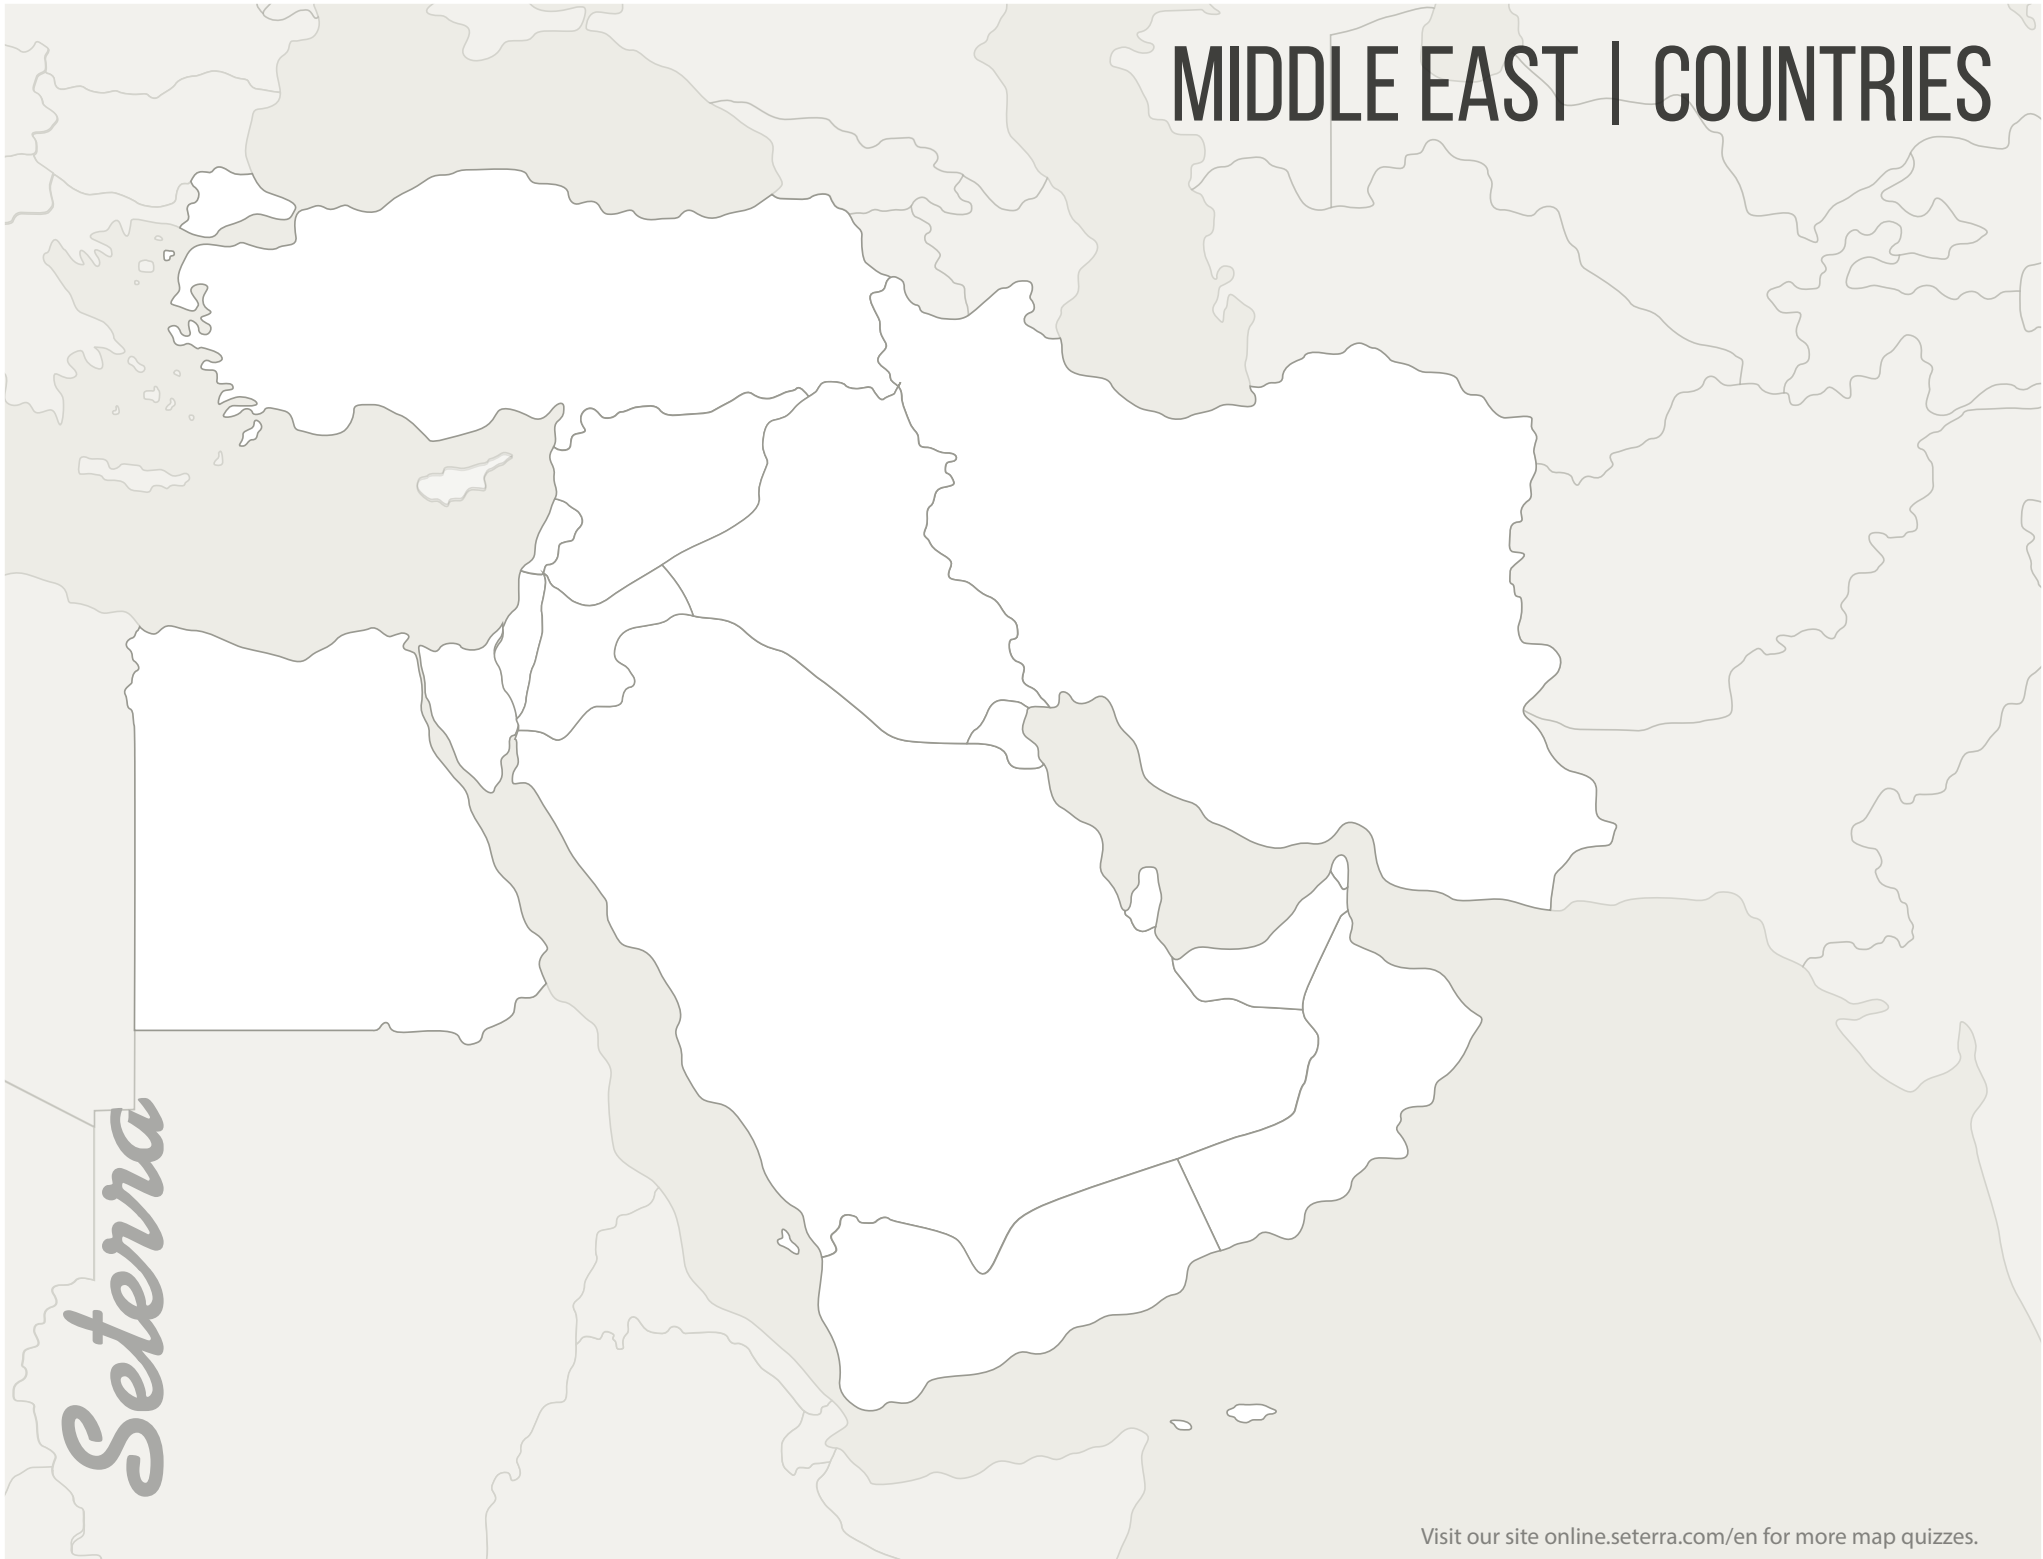 MIDDLE EAST | COUNTRIES
Seterra
Visit our site online.seterra.com/en for more map quizzes.